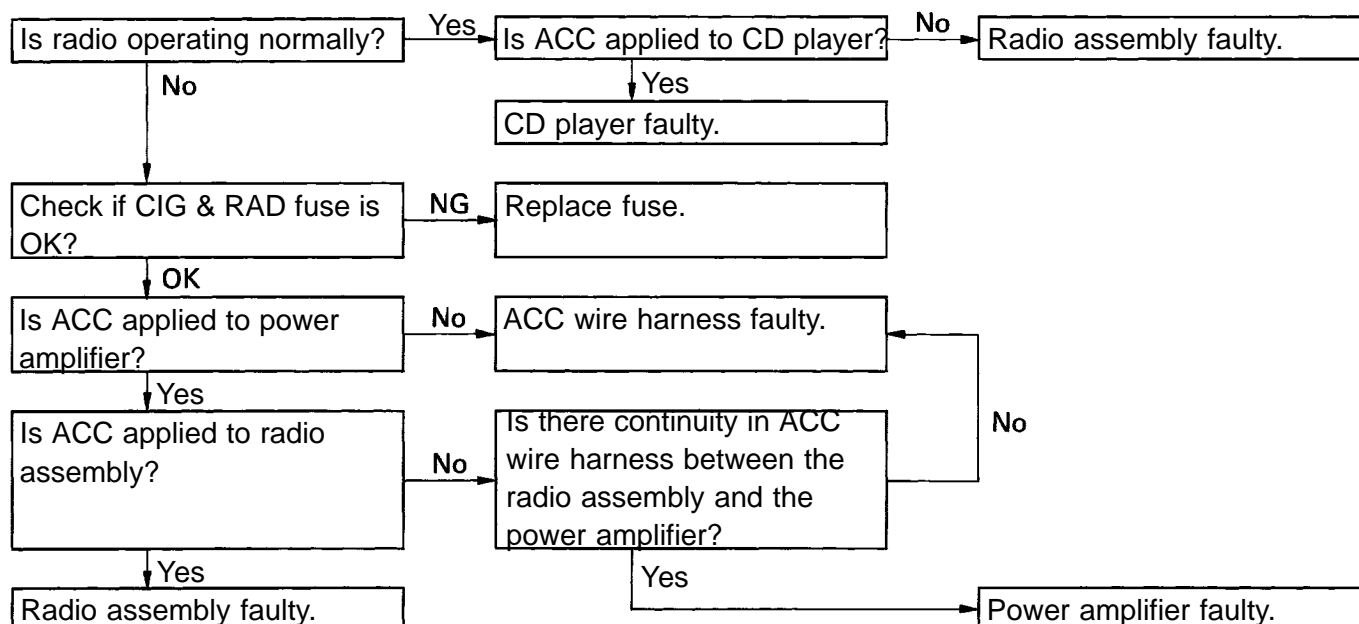 Is radio operating normally?
Yes
Is ACC applied to CD player?
No
Radio assembly faulty.
No
Yes
CD player faulty.
Check if CIG & RAD fuse is
OK?
NG
Replace fuse.
OK
Is ACC applied to power
amplifier?
No
ACC wire harness faulty.
Yes
Is ACC applied to radio
assembly?
No
Is there continuity in ACC
wire harness between the
radio assembly and the
power amplifier?
No
Yes
Radio assembly faulty.
Yes
Power amplifier faulty.